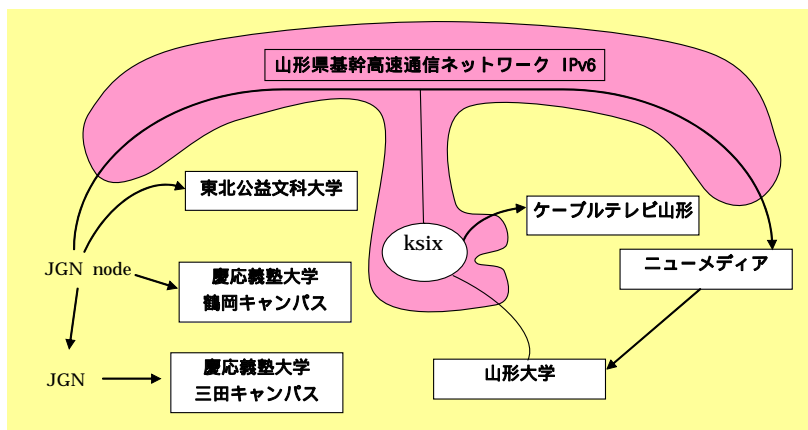 山形県基幹高速通信ネットワーク IPv6
東北公益文科大学
ケーブルテレビ山形
ksix
JGN node
慶応義塾大学
鶴岡キャンパス
ニューメディア
JGN
慶応義塾大学
三田キャンパス
山形大学